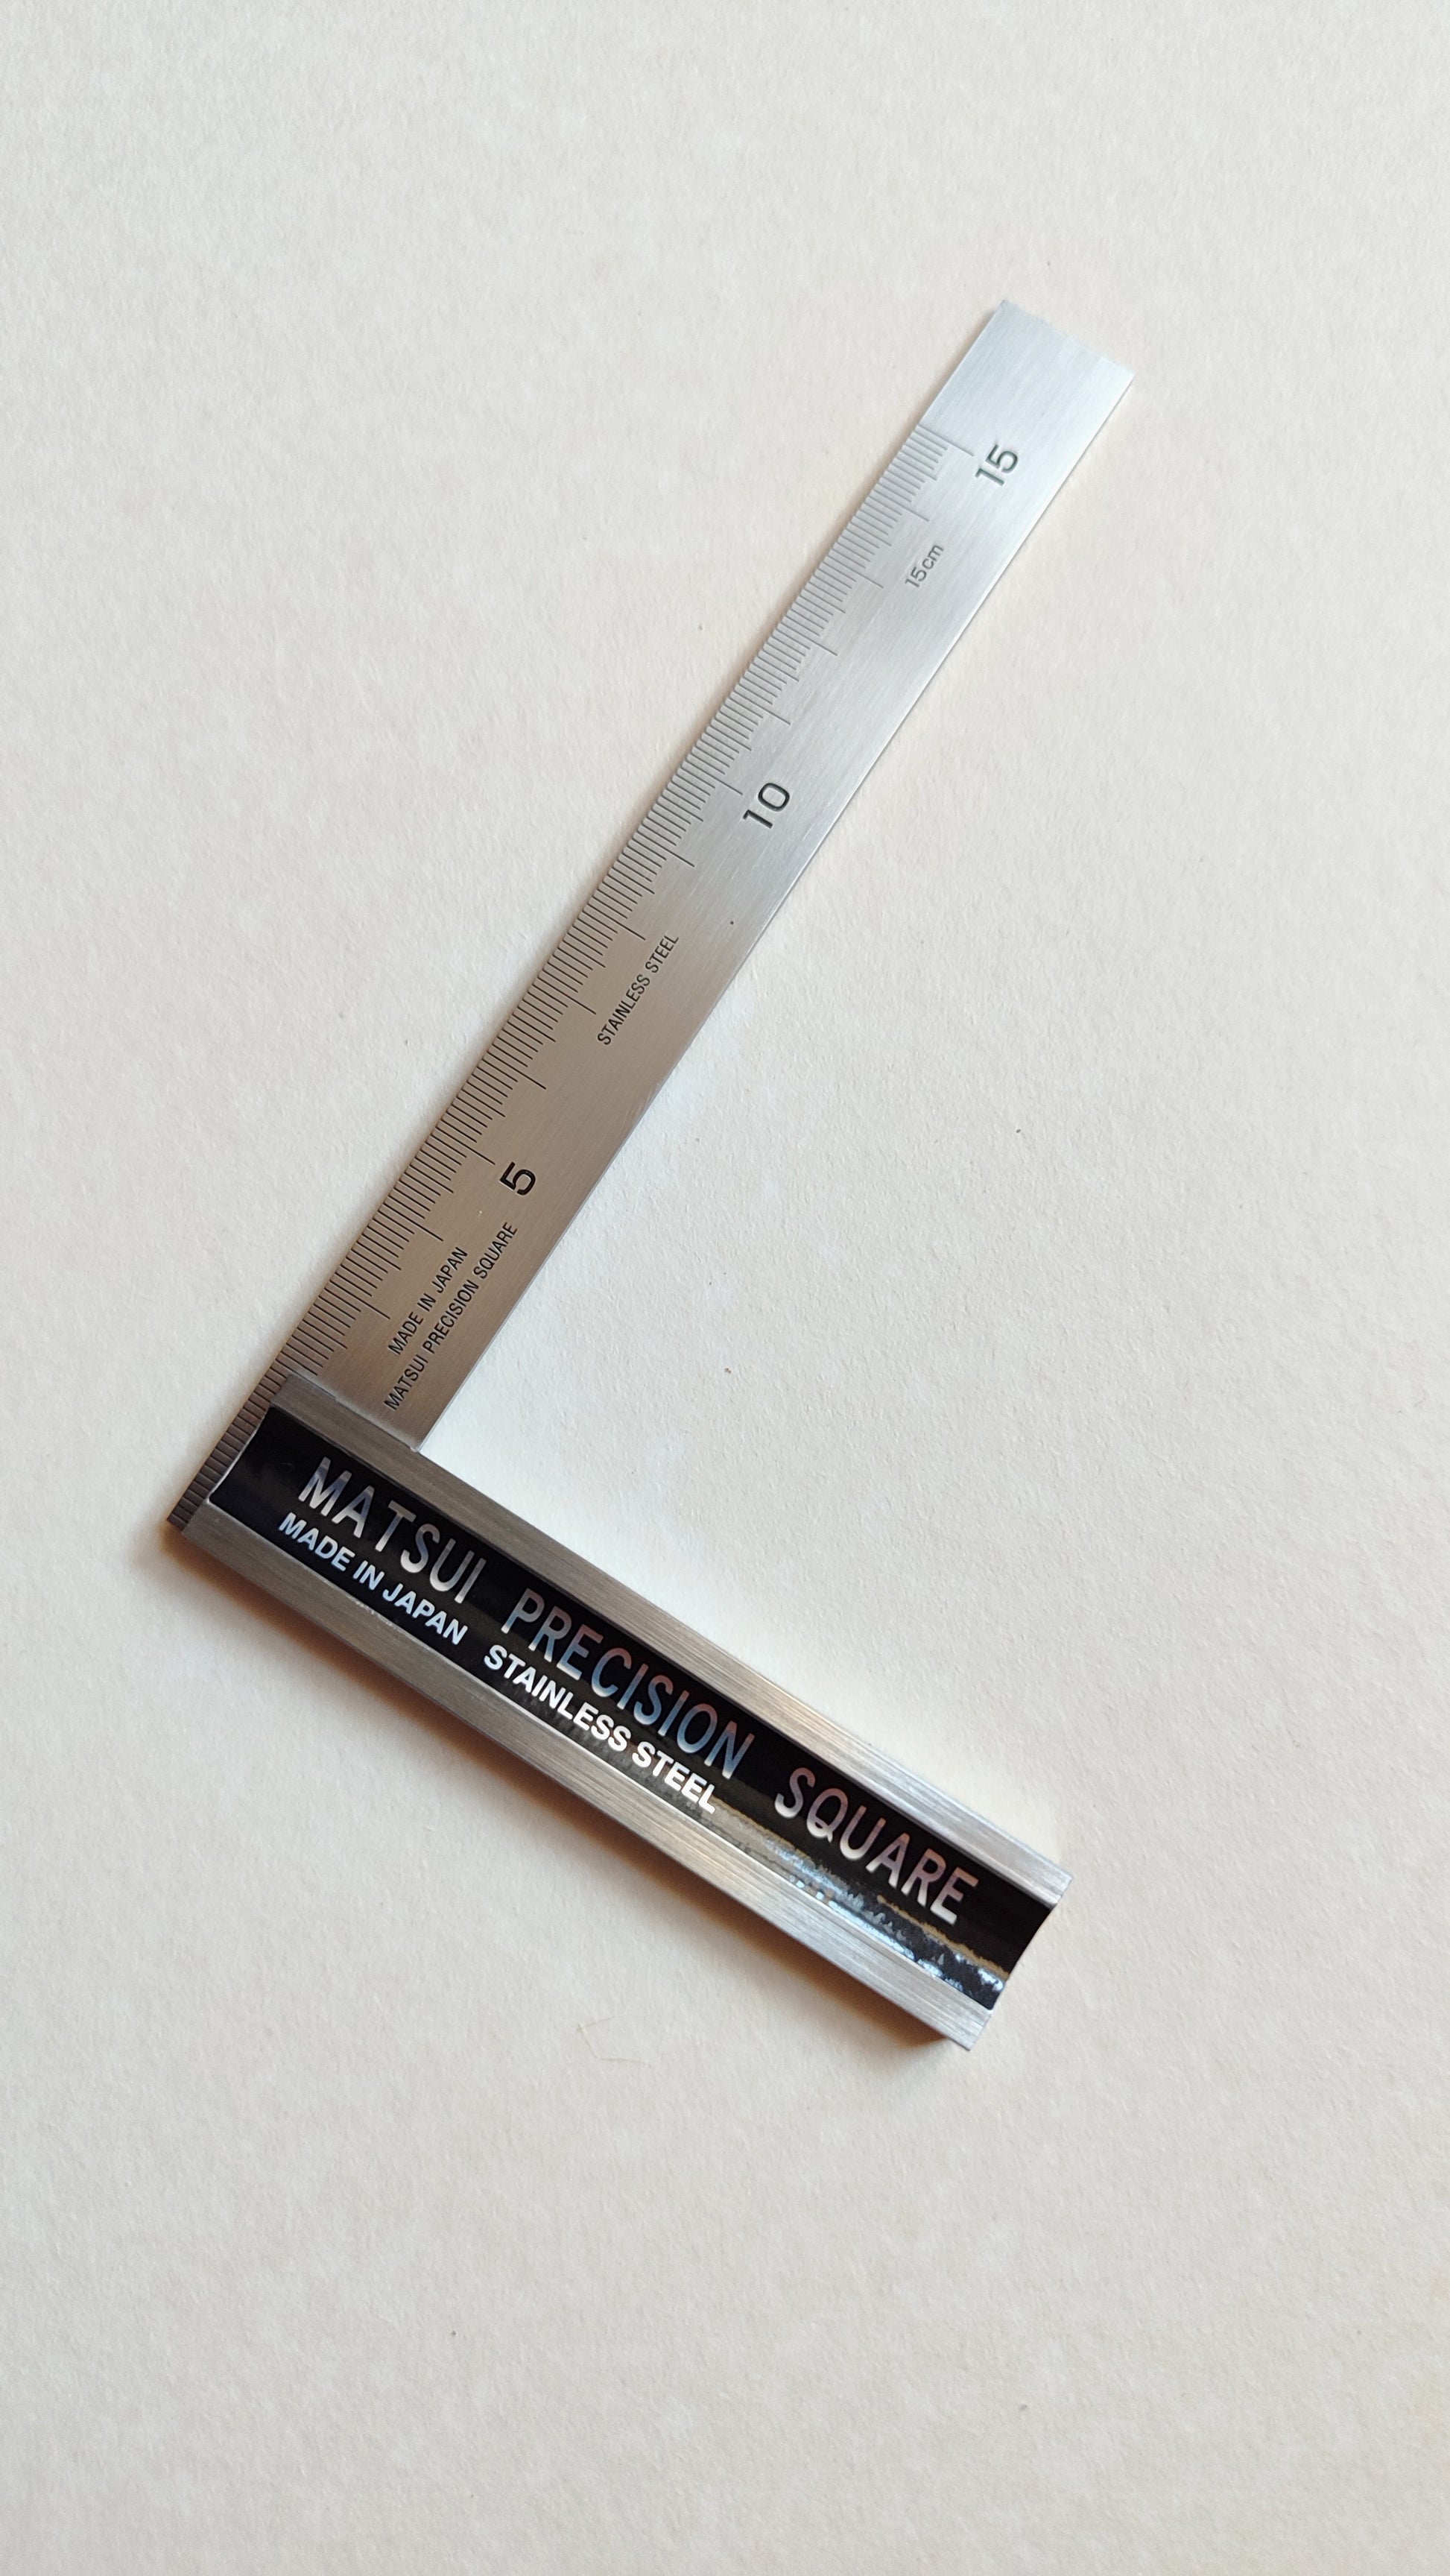 15
15cm
10
STAINLESS STEEL
5
MADE IN JAPAN
MATSUI PRECISION SQUARE
MATSUI PRECISION SQUARE
MADE IN JAPAN STAINLESS STEEL